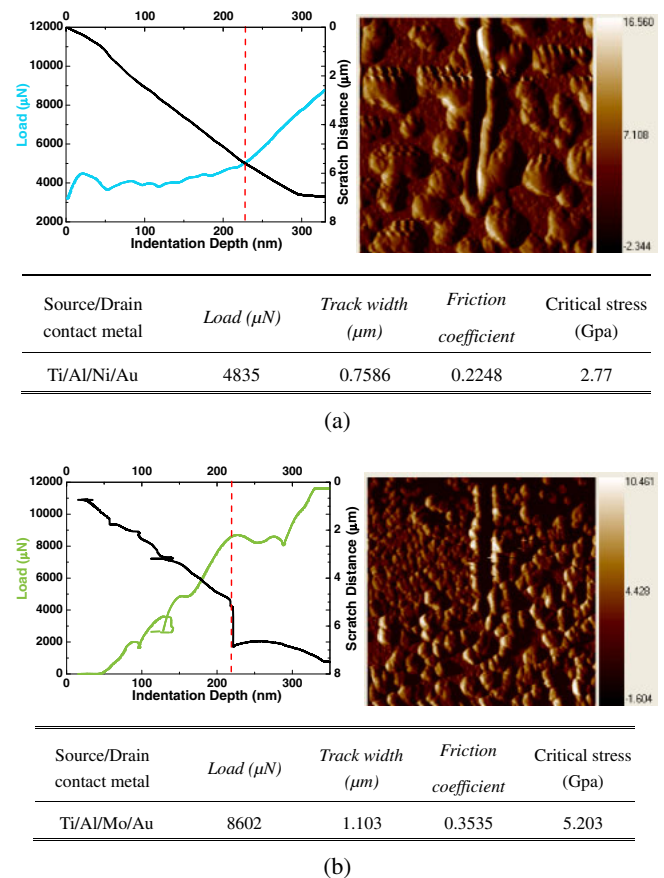 0 100 200 300
12000 0
10000
2
8000
4
6000
6
4000
2000 8
0 100 200 300
Load (µN)
Scratch Distance (µm)
Indentation Depth (nm)
16.560
7.108
-2.344
Source/Drain contact metal Load (µN) Track width (µm) Friction coefficient Critical stress (Gpa)
Ti/Al/Ni/Au 4835 0.7586 0.2248 2.77
(a)
0 100 200 300
12000 0
10000
2
8000
6000 4
4000
6
2000
0 8
0 100 200 300
Load (µN)
Scratch Distance (µm)
Indentation Depth (nm)
10.461
4.428
-1.604
Source/Drain contact metal Load (µN) Track width (µm) Friction coefficient Critical stress (Gpa)
Ti/Al/Mo/Au 8602 1.103 0.3535 5.203
(b)